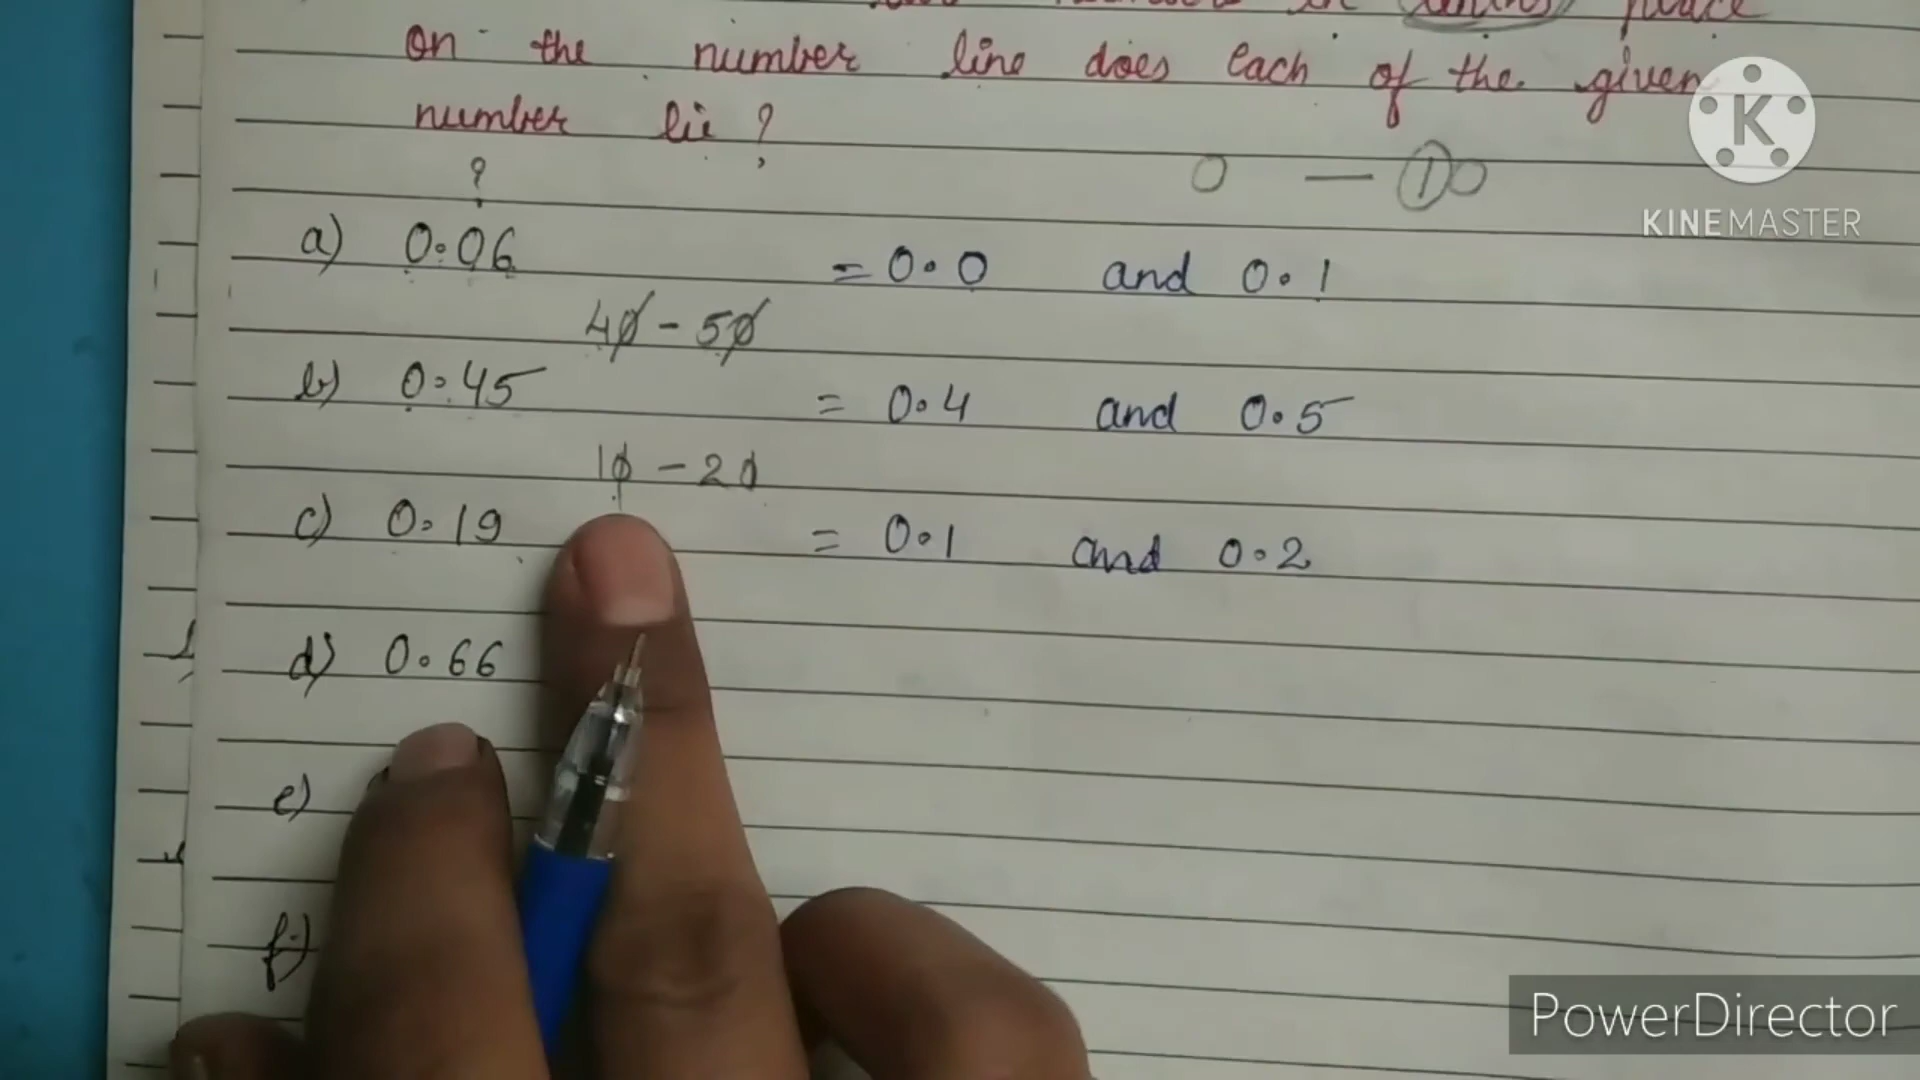 on the number line does each of the given
number lie ?
?
0 — 10
a) 0.06 = 0.0 and 0.1
40 - 50
b) 0.45 = 0.4 and 0.5
10 - 20
c) 0.19 = 0.1 and 0.2
d) 0.66
e)
f)
K
KINEMASTER
PowerDirector